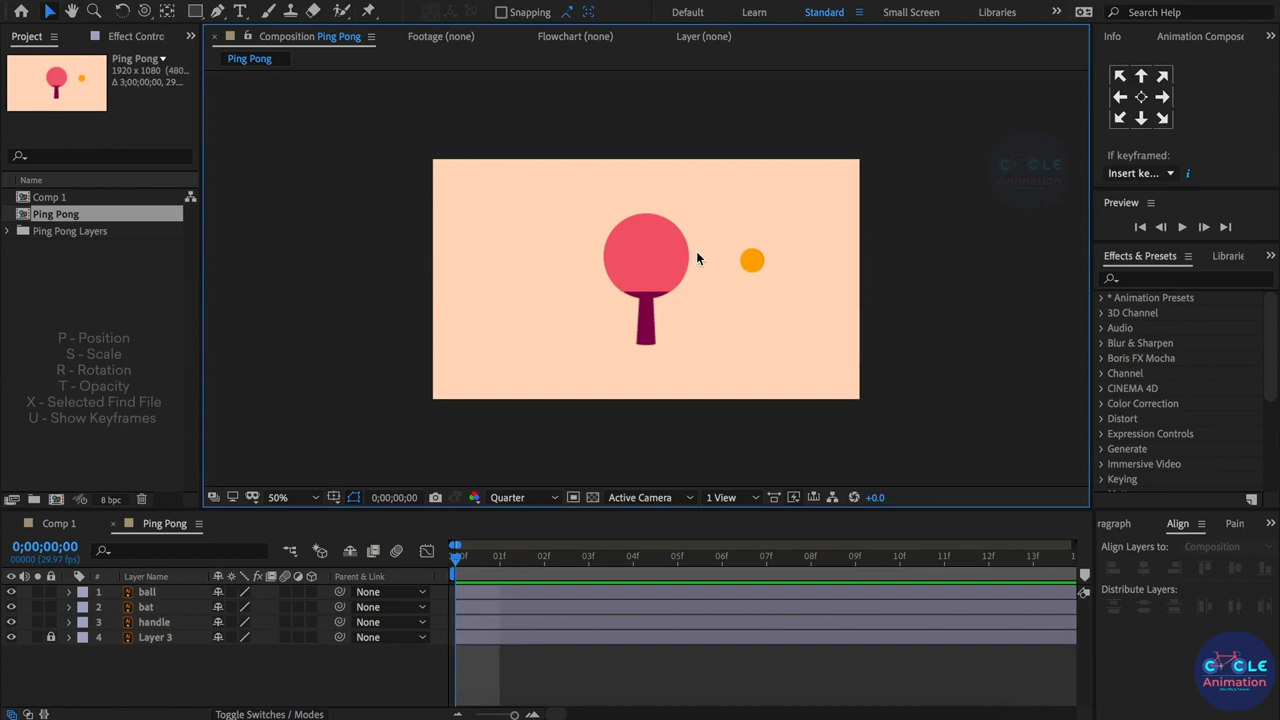 Snapping
Default
Learn
Standard
Small Screen
Libraries
Search Help
Project
Effect Contrc
Composition Ping Pong
Footage (none)
Flowchart (none)
Layer (none)
Info
Animation Compose
Ping Pong
Ping Pong
1920 x 1080 (480...
Δ 3;00;00;00, 29....
If keyframed:
Insert ke...
Preview
Name
Comp 1
Ping Pong
Ping Pong Layers
Effects & Presets
Librarie
* Animation Presets
3D Channel
Audio
Blur & Sharpen
Boris FX Mocha
Channel
CINEMA 4D
Color Correction
Distort
Expression Controls
Generate
Immersive Video
Keying
P - Position
S - Scale
R - Rotation
T - Opacity
X - Selected Find File
U - Show Keyframes
CYCLE
Animation
8 bpc
50%
0;00;00;00
Quarter
Active Camera
1 View
+0.0
Comp 1
Ping Pong
ragraph
Align
Pain
0;00;00;00
00000 (29.97 fps)
:00f
01f
02f
03f
04f
05f
06f
07f
08f
09f
10f
11f
12f
13f
1
Align Layers to:
Composition
Distribute Layers:
#
Layer Name
fx
Parent & Link
1
ball
None
2
bat
None
3
handle
None
4
Layer 3
None
Toggle Switches / Modes
CYCLE
Animation